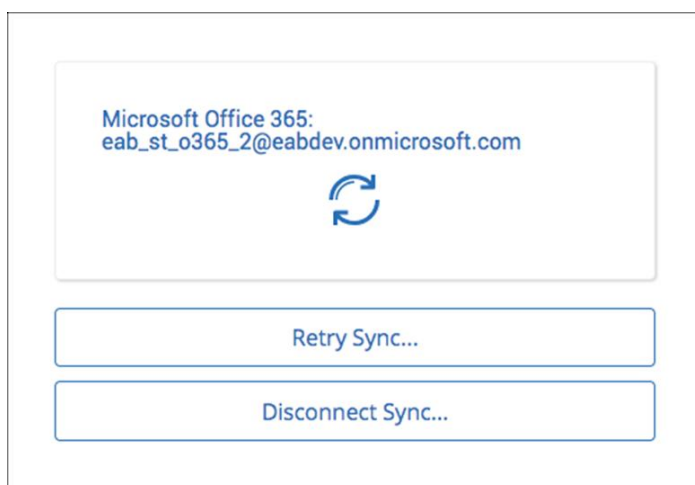 Microsoft Office 365:
eab_st_o365_2@eabdev.onmicrosoft.com
Retry Sync...
Disconnect Sync...